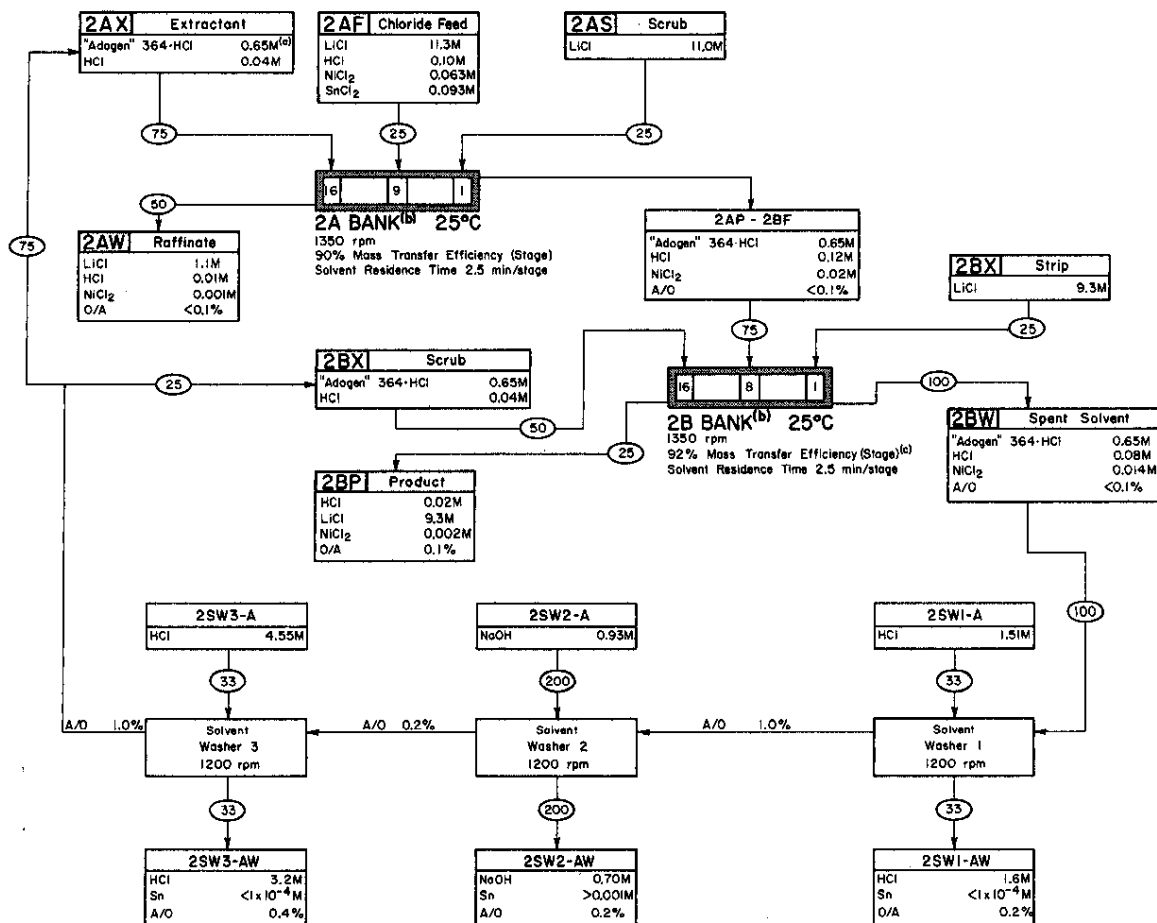 2AX Extractant
"Adogen" 364·HCl 0.65M(a)
HCl 0.04M
2AF Chloride Feed
LiCl 11.3M
HCl 0.10M
NiCl2 0.063M
SnCl2 0.093M
2AS Scrub
LiCl 11.0M
75
25
25
16 9 1
2A BANK(b) 25°C
1350 rpm
90% Mass Transfer Efficiency (Stage)
Solvent Residence Time 2.5 min/stage
50
75
2AW Raffinate
LiCl 1.1M
HCl 0.01M
NiCl2 0.001M
O/A <0.1%
2AP - 2BF
"Adogen" 364·HCl 0.65M
HCl 0.12M
NiCl2 0.02M
A/O <0.1%
2BX Strip
LiCl 9.3M
75
25
25
2BX Scrub
"Adogen" 364·HCl 0.65M
HCl 0.04M
50
16 8 1
2B BANK(b) 25°C
1350 rpm
92% Mass Transfer Efficiency (Stage)(c)
Solvent Residence Time 2.5 min/stage
100
25
2BW Spent Solvent
"Adogen" 364·HCl 0.65M
HCl 0.08M
NiCl2 0.014M
A/O <0.1%
2BP Product
HCl 0.02M
LiCl 9.3M
NiCl2 0.002M
O/A 0.1%
100
2SW3-A
HCl 4.55M
2SW2-A
NaOH 0.93M
2SW1-A
HCl 1.51M
33
200
33
A/O 1.0%
Solvent
Washer 3
1200 rpm
A/O 0.2%
Solvent
Washer 2
1200 rpm
A/O 1.0%
Solvent
Washer 1
1200 rpm
33
200
33
2SW3-AW
HCl 3.2M
Sn <1x10-4M
A/O 0.4%
2SW2-AW
NaOH 0.70M
Sn >0.001M
A/O 0.2%
2SW1-AW
HCl 1.6M
Sn <1x10-4M
O/A 0.2%